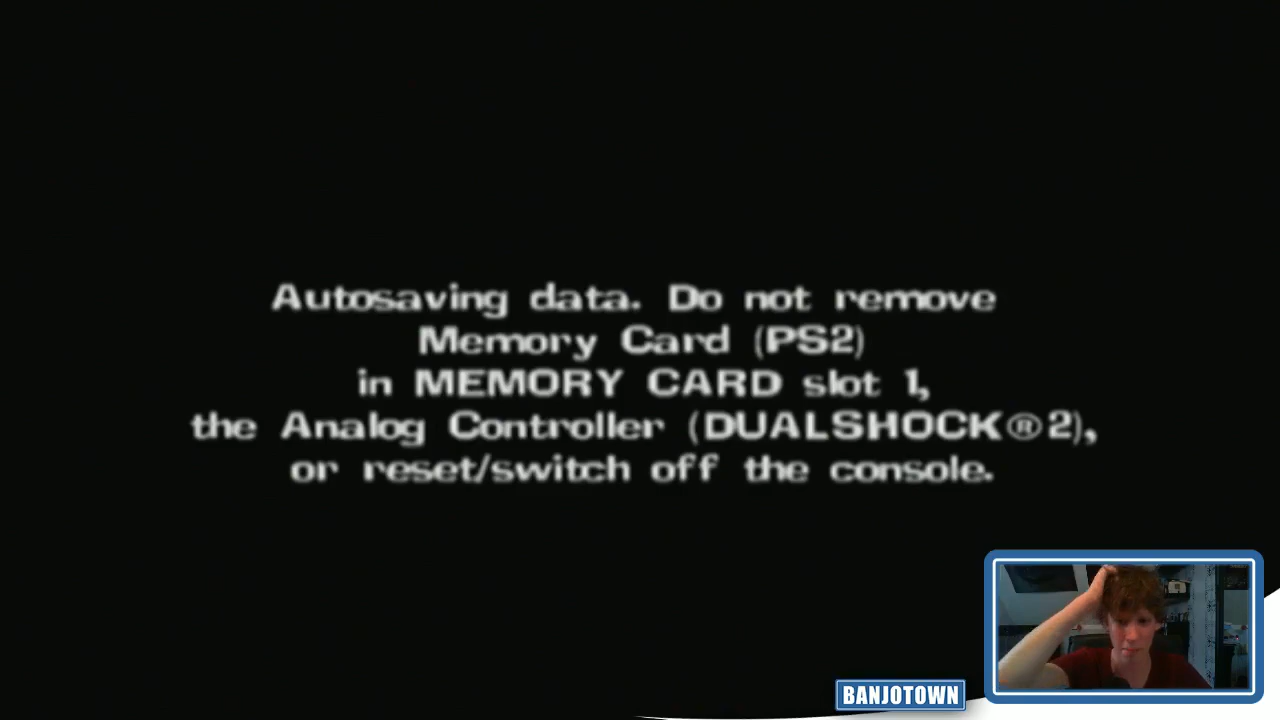 Autosaving data. Do not remove
Memory Card (PS2)
in MEMORY CARD slot 1,
the Analog Controller (DUALSHOCK®2),
or reset/switch off the console.
BANJOTOWN